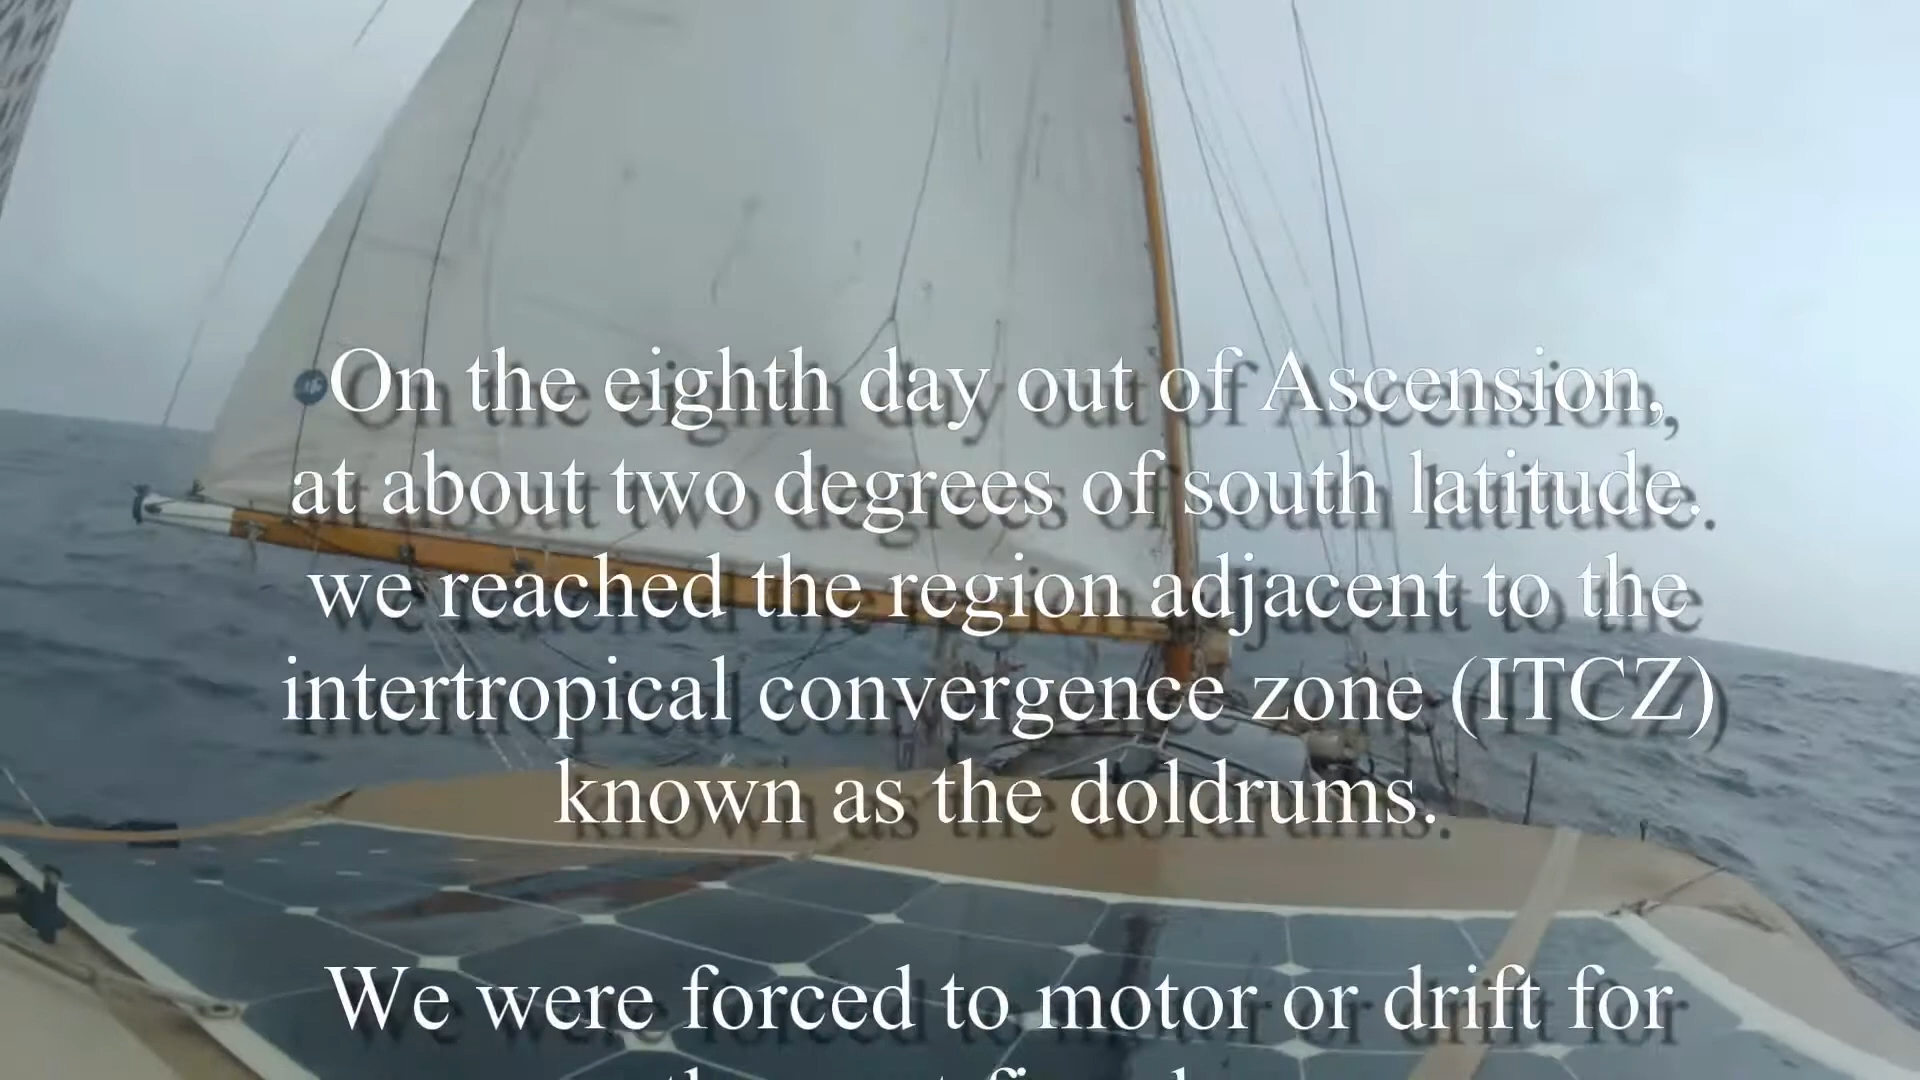 On the eighth day out of Ascension,
at about two degrees of south latitude.
we reached the region adjacent to the
intertropical convergence zone (ITCZ)
known as the doldrums.
We were forced to motor or drift for